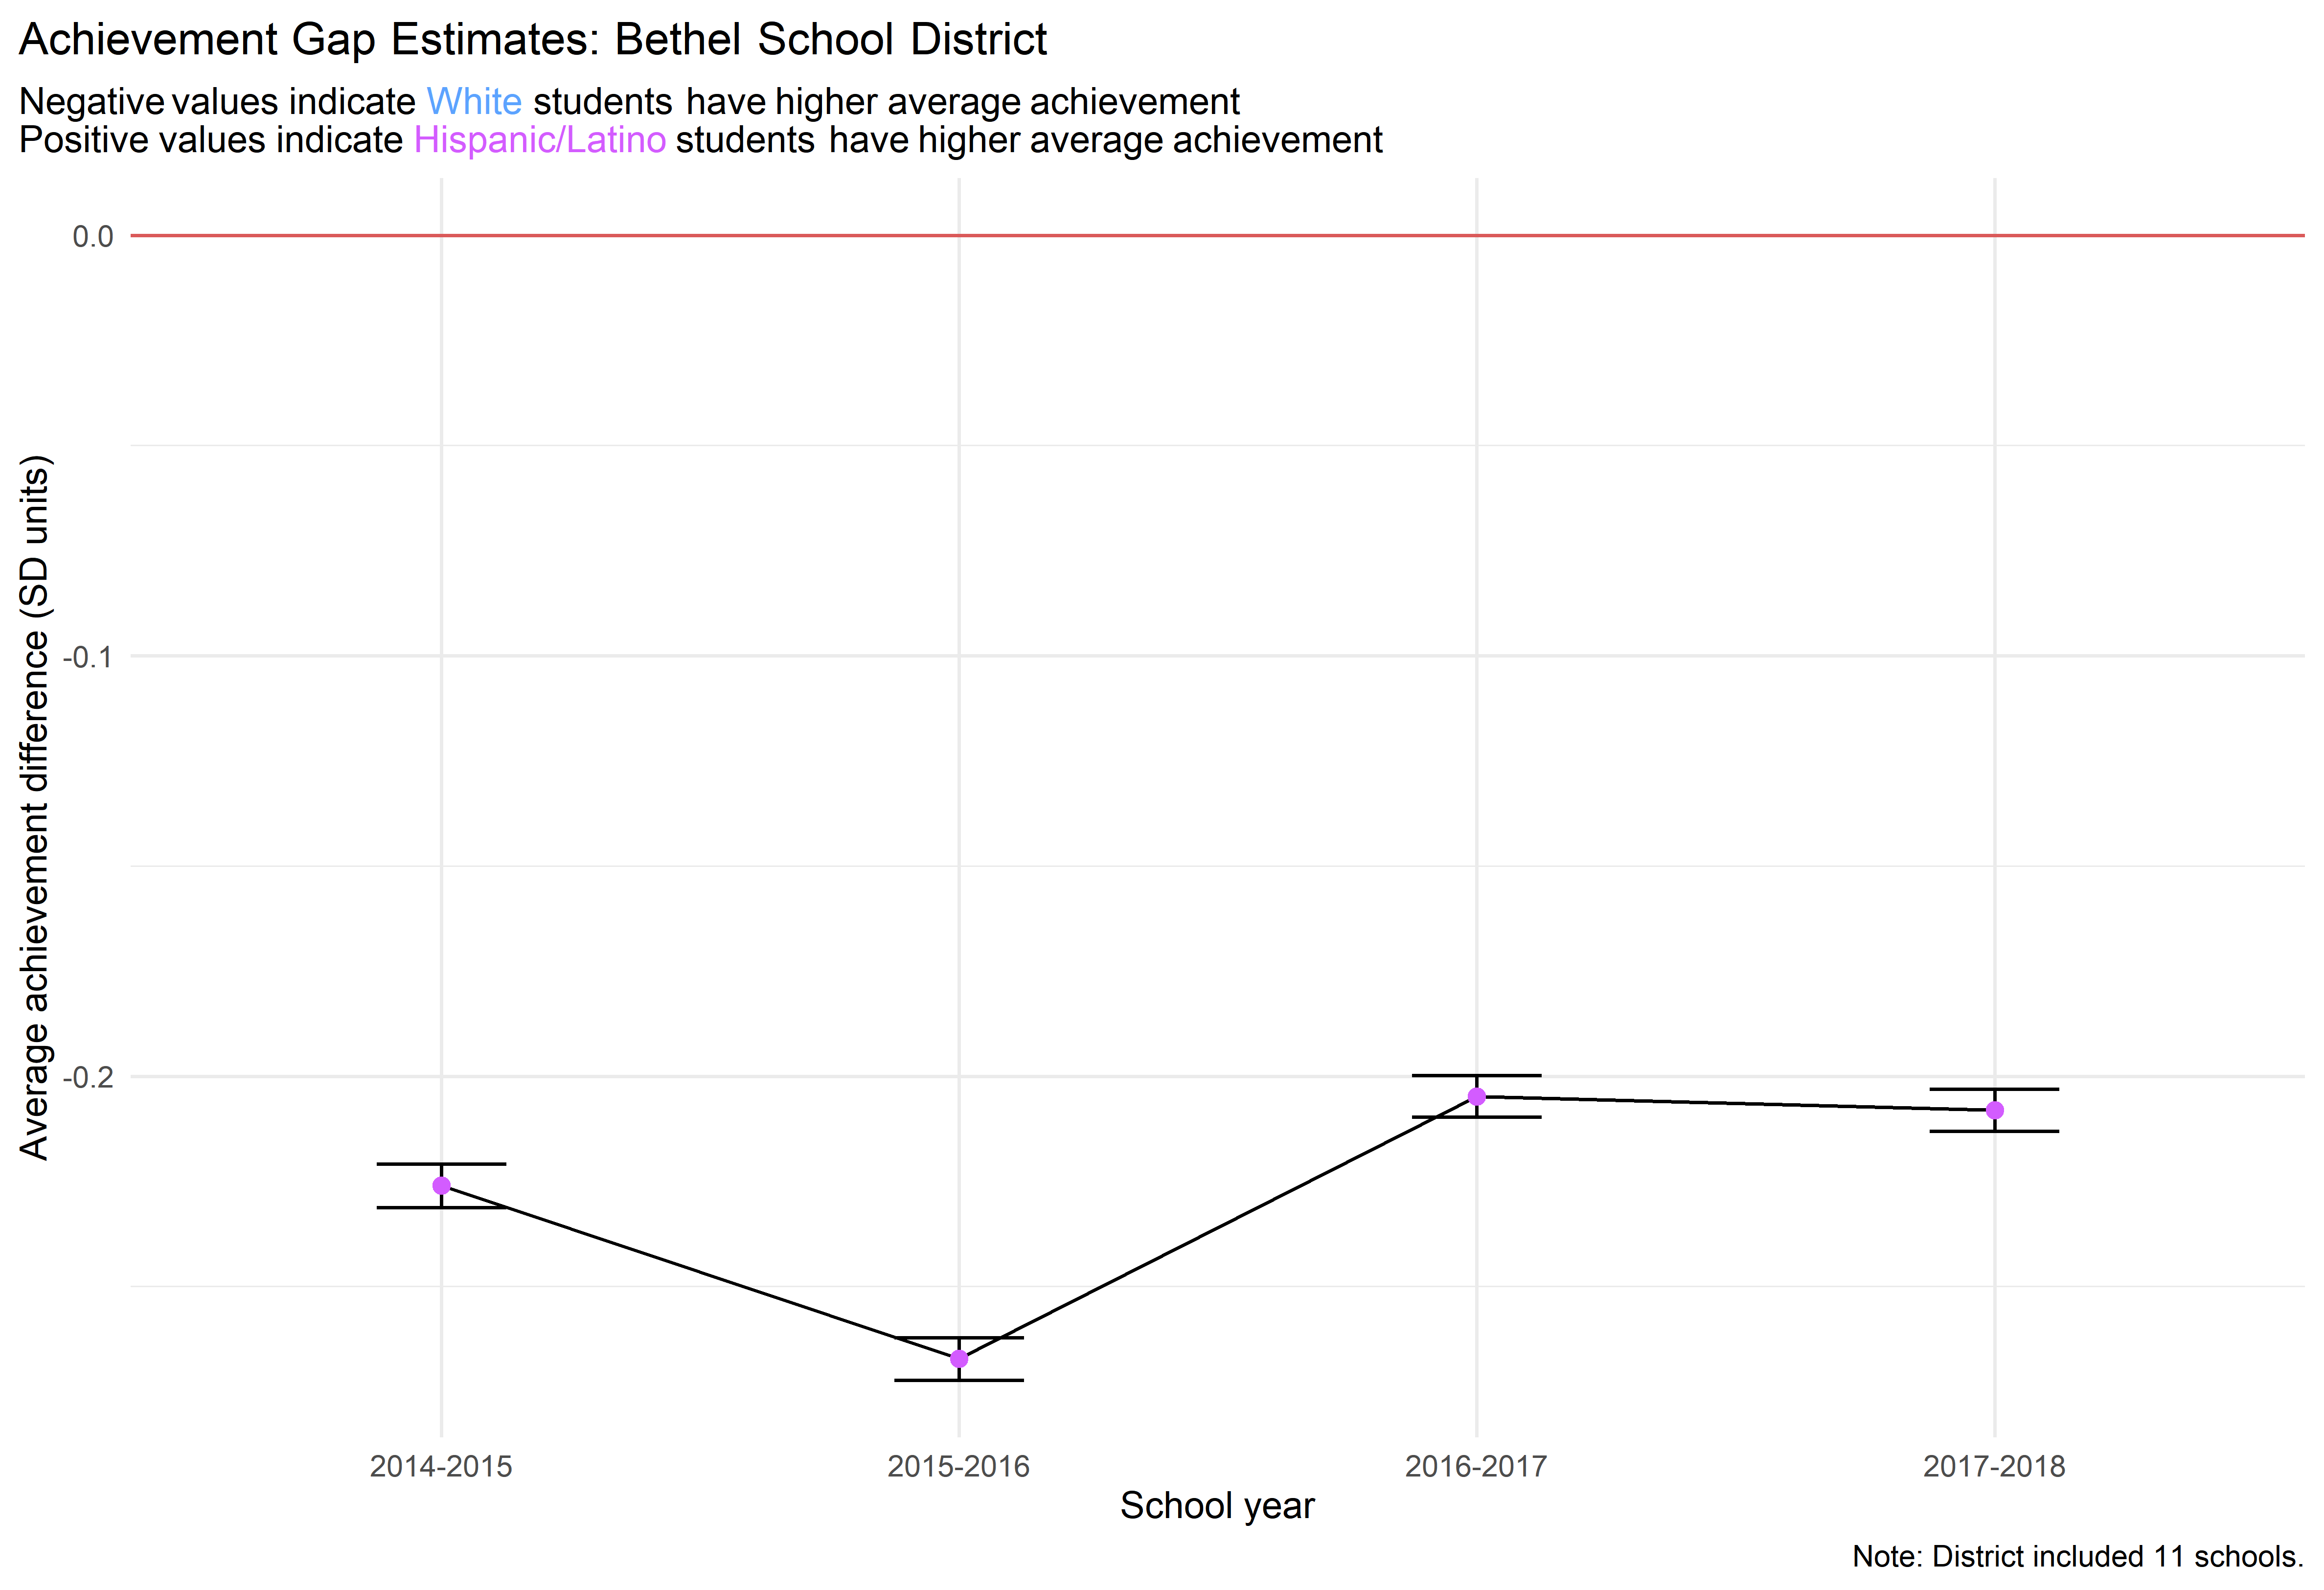 Achievement Gap Estimates: Bethel School District
Negative values indicate White students have higher average achievement
Positive values indicate Hispanic/Latino students have higher average achievement
Average achievement difference (SD units)
0.0
-0.1
-0.2
2014-2015
2015-2016
2016-2017
2017-2018
School year
Note: District included 11 schools.